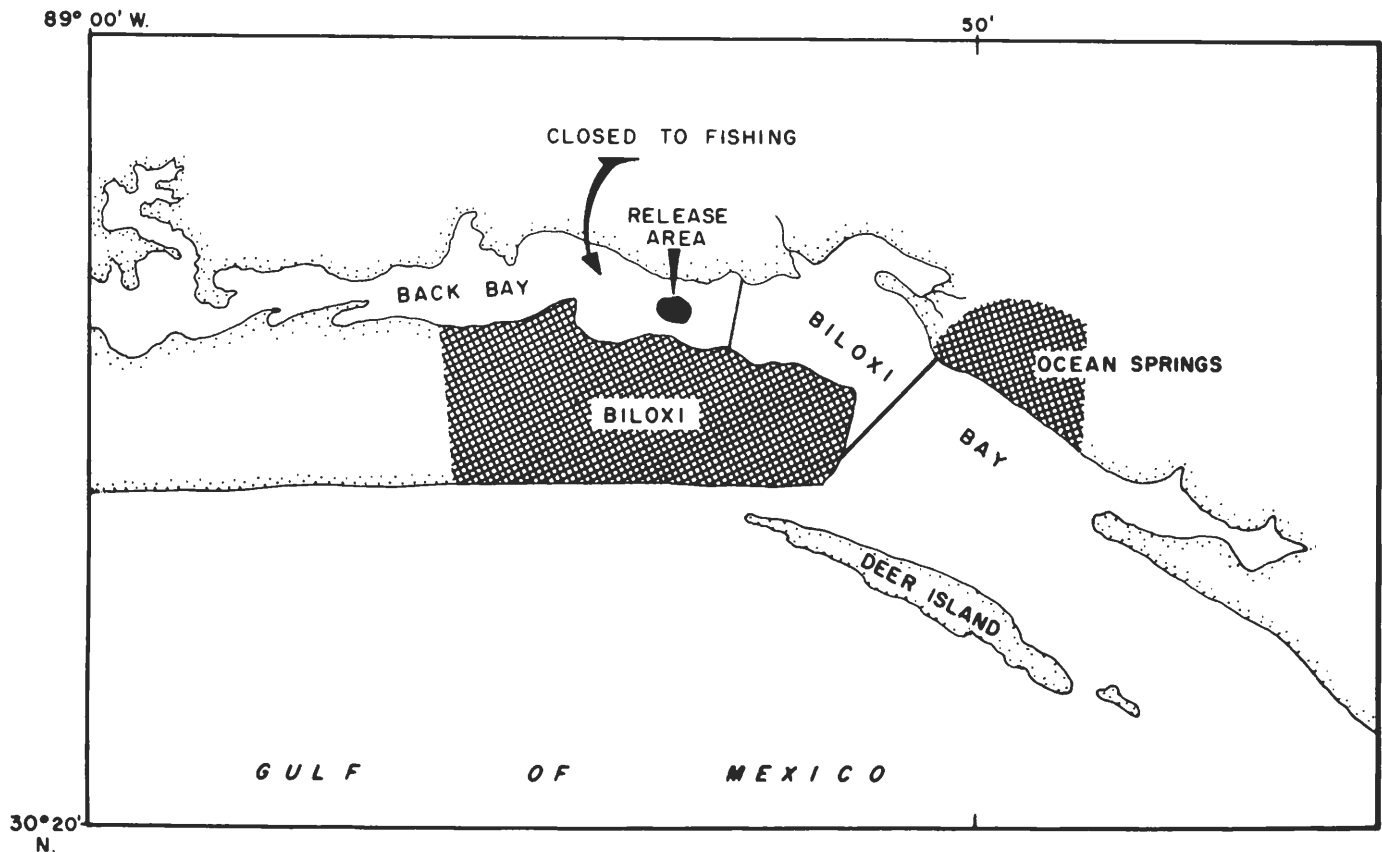 89° 00' W.
50'
CLOSED TO FISHING
RELEASE
AREA
BACK BAY
BILOXI
OCEAN SPRINGS
BILOXI
BAY
DEER ISLAND
GULF OF MEXICO
30° 20'
N.